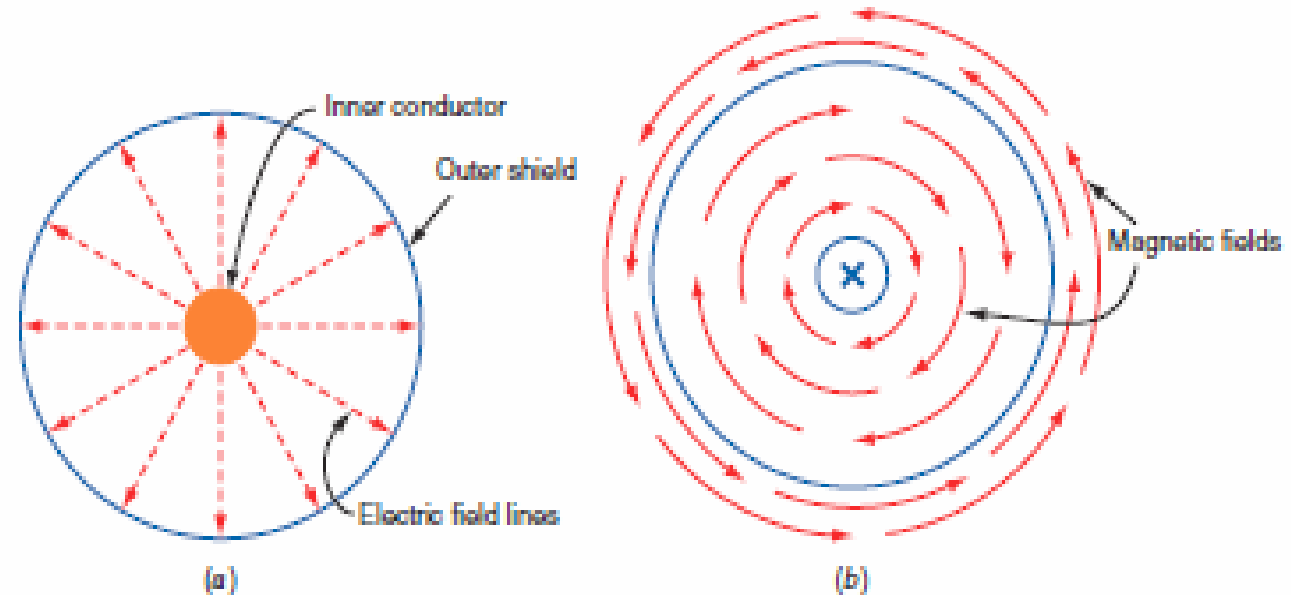 Inner conductor
Outer shield
Electric field lines
(a)
×
Magnetic fields
(b)